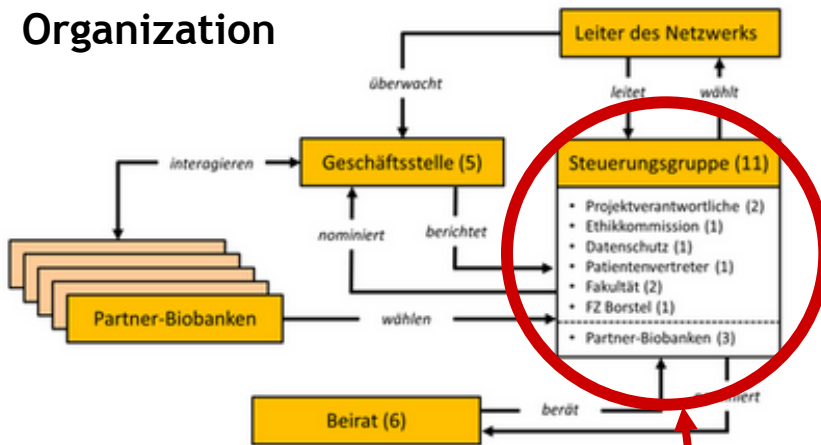 Organization
Leiter des Netzwerks
überwacht
leitet
wählt
interagieren
Geschäftsstelle (5)
Steuerungsgruppe (11)
• Projektverantwortliche (2)
• Ethikkommission (1)
• Datenschutz (1)
• Patientenvertreter (1)
• Fakultät (2)
• FZ Borstel (1)
• Partner-Biobanken (3)
nominiert
berichtet
Partner-Biobanken
wählen
Beirat (6)
berät